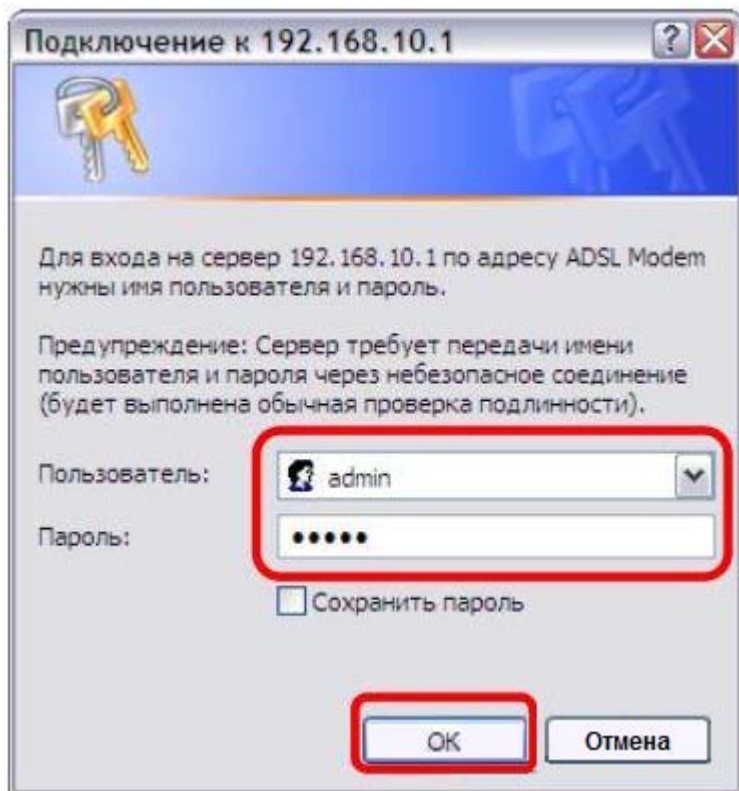 Подключение к 192.168.10.1
Для входа на сервер 192.168.10.1 по адресу ADSL Modem
нужны имя пользователя и пароль.
Предупреждение: Сервер требует передачи имени
пользователя и пароля через небезопасное соединение
(будет выполнена обычная проверка подлинности).
Пользователь: admin
Пароль: •••••
Сохранить пароль
OK Отмена